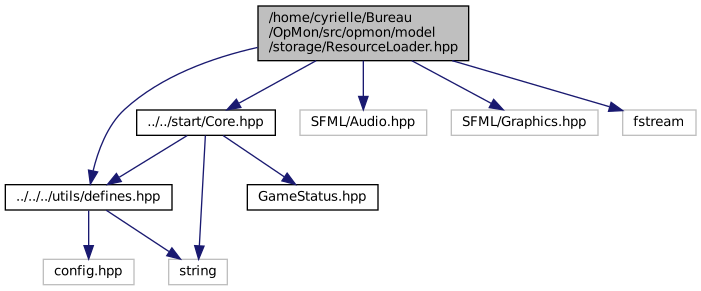 /home/cyrielle/Bureau
/OpMon/src/opmon/model
/storage/ResourceLoader.hpp
../../start/Core.hpp
SFML/Audio.hpp
SFML/Graphics.hpp
fstream
../../../utils/defines.hpp
GameStatus.hpp
config.hpp
string